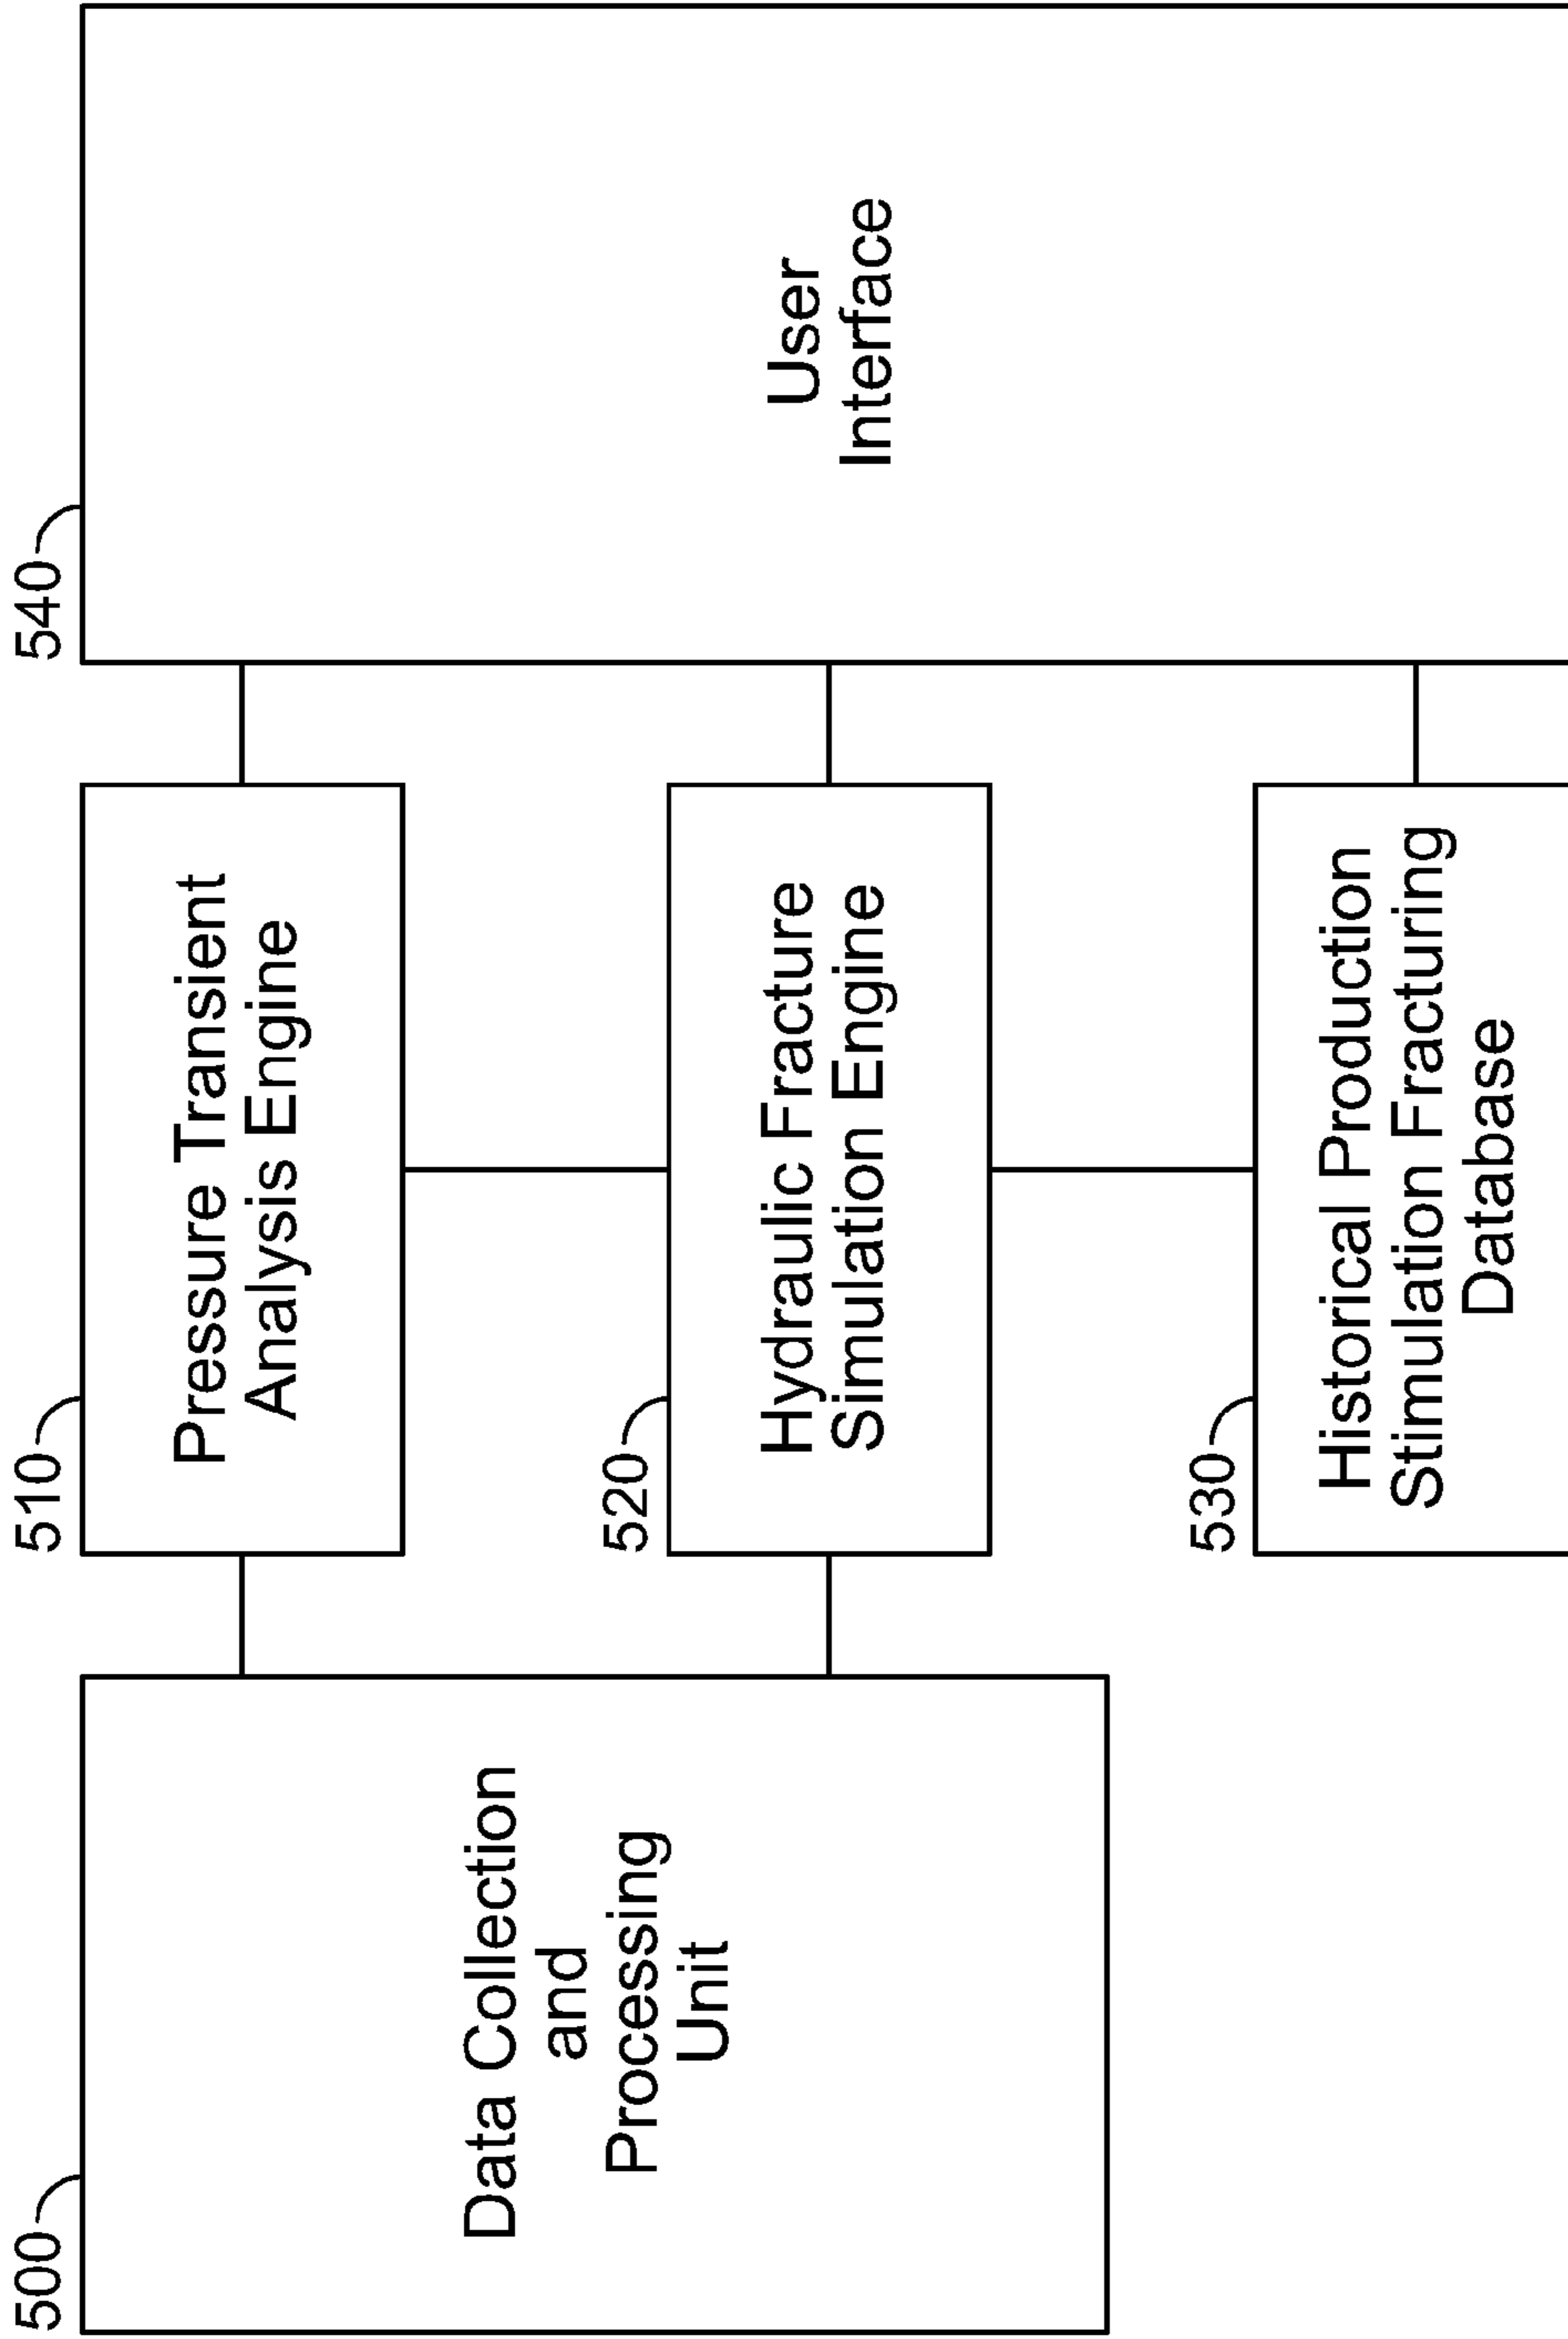 500
Data Collection
and
Processing
Unit
510
Pressure Transient
Analysis Engine
520
Hydraulic Fracture
Simulation Engine
530
Historical Production
Stimulation Fracturing
Database
540
User
Interface